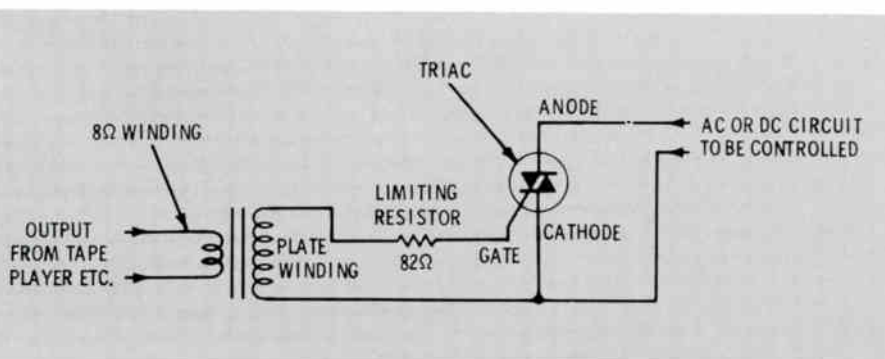 TRIAC
ANODE
8Ω WINDING
AC OR DC CIRCUIT
TO BE CONTROLLED
LIMITING
RESISTOR
OUTPUT
FROM TAPE
PLAYER ETC.
PLATE
WINDING
82Ω
GATE
CATHODE